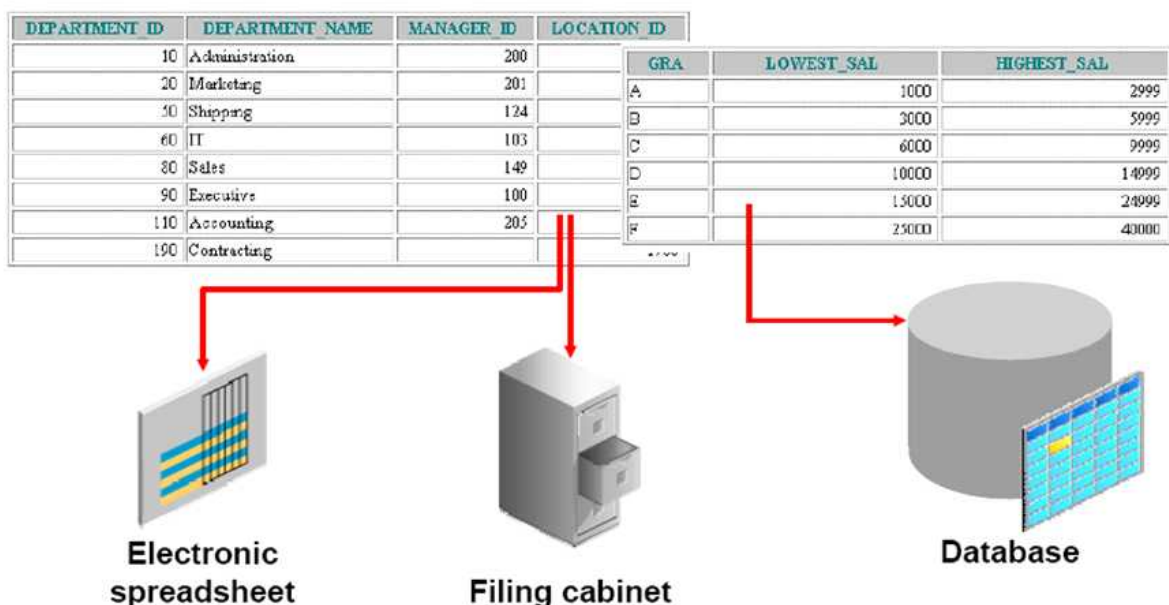 DEPARTMENT_ID DEPARTMENT_NAME MANAGER_ID LOCATION_ID
10 Administration 200
20 Marketing 201
50 Shipping 124
60 IT 103
80 Sales 149
90 Executive 100
110 Accounting 205
190 Contracting
GRA LOWEST_SAL HIGHEST_SAL
A 1000 2999
B 3000 5999
C 6000 9999
D 10000 14999
E 15000 24999
F 25000 40000
Electronic
spreadsheet
Filing cabinet
Database